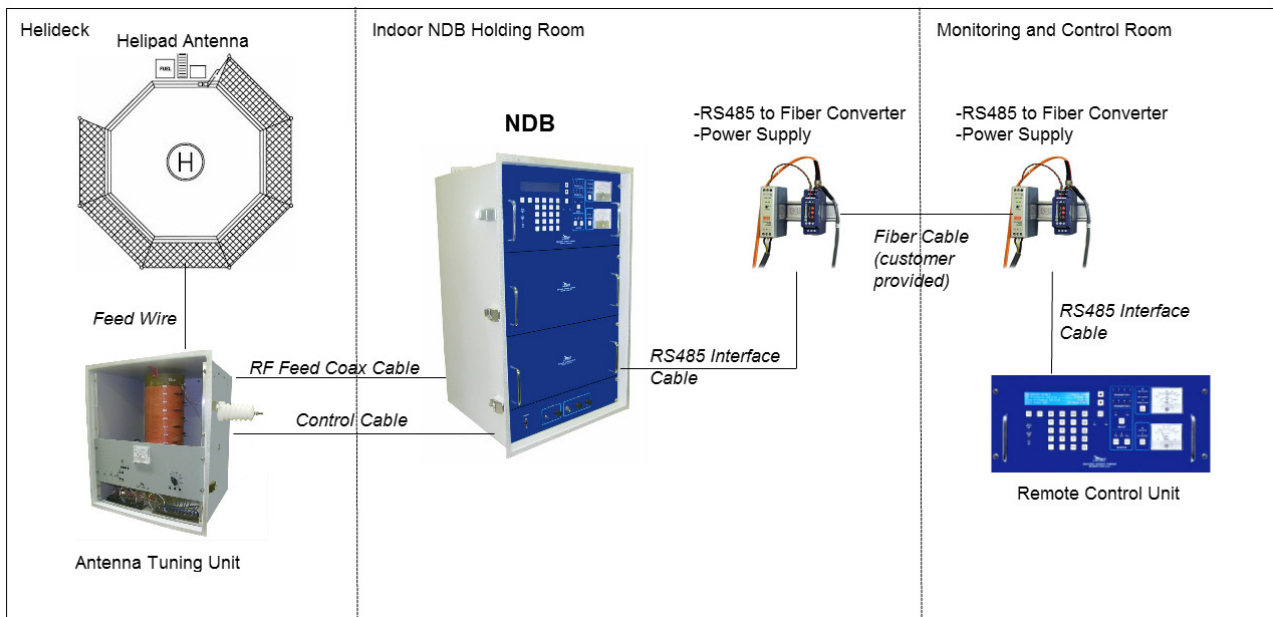 Helideck
Helipad Antenna
FUEL
H
Feed Wire
Antenna Tuning Unit
RF Feed Coax Cable
Control Cable
Indoor NDB Holding Room
NDB
RS485 Interface
Cable
-RS485 to Fiber Converter
-Power Supply
Fiber Cable
(customer
provided)
Monitoring and Control Room
-RS485 to Fiber Converter
-Power Supply
RS485 Interface
Cable
Remote Control Unit